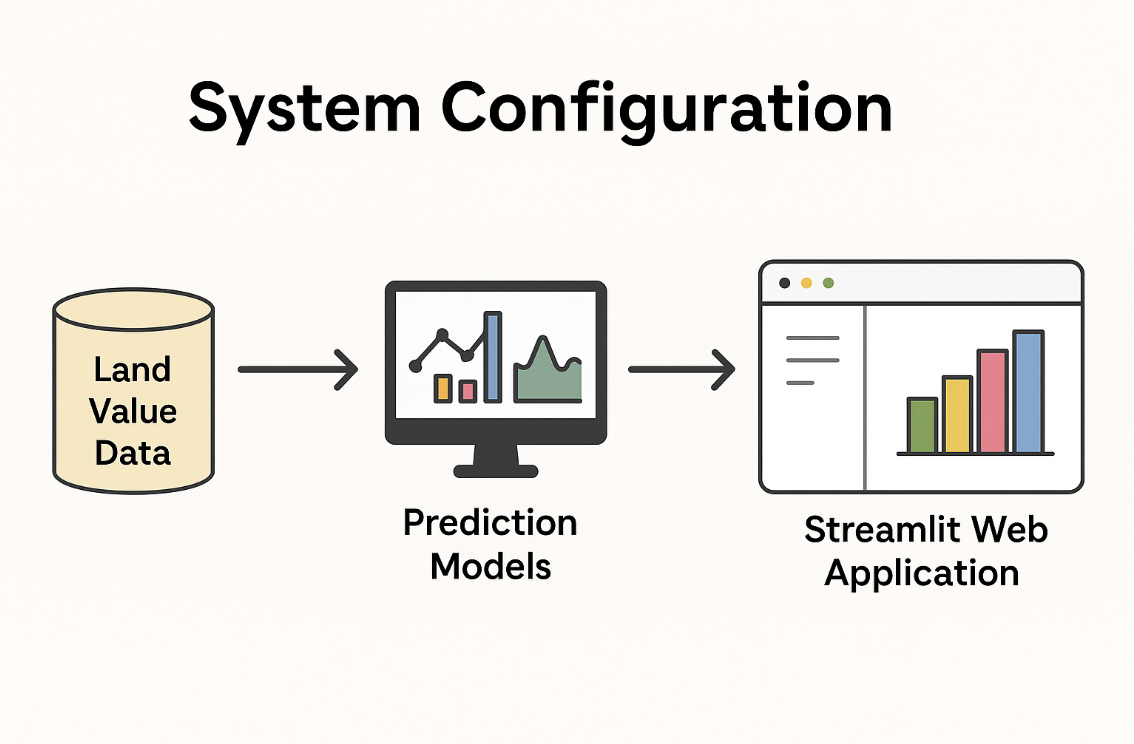 System Configuration
Land
Value
Data
Prediction
Models
Streamlit Web
Application